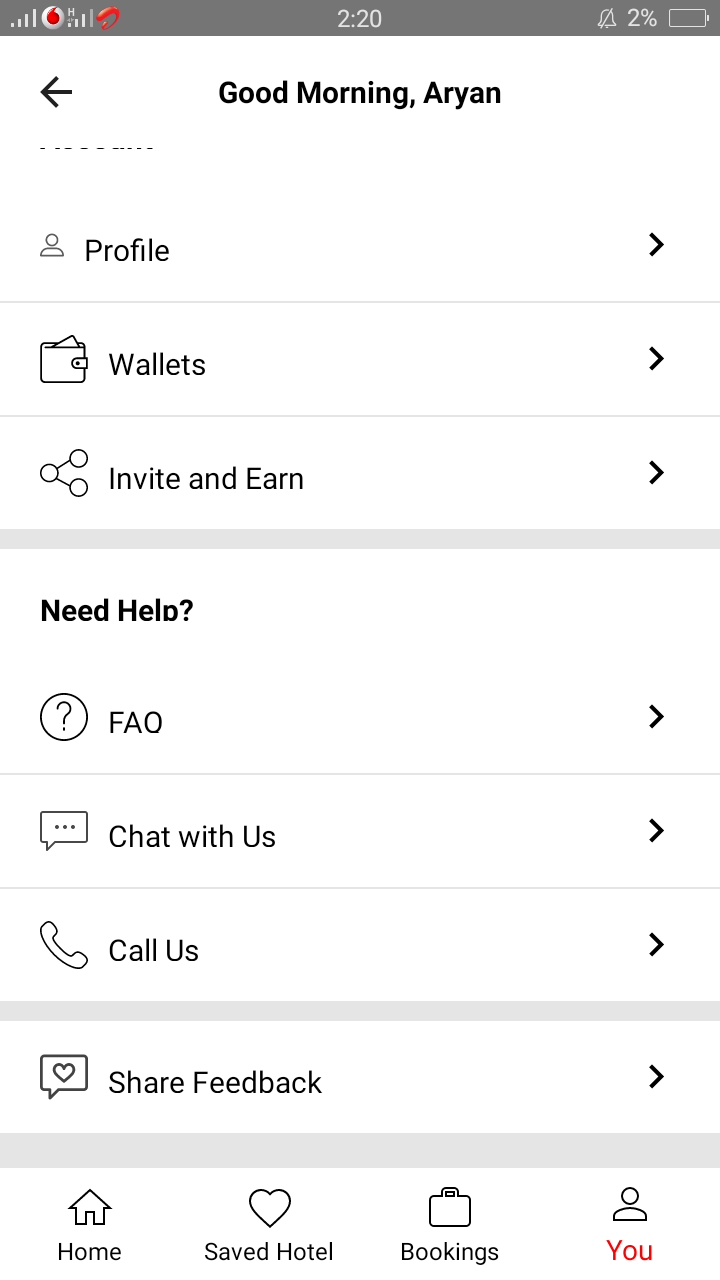 H
2:20
2%
Good Morning, Aryan
Profile
Wallets
Invite and Earn
Need Help?
FAQ
Chat with Us
Call Us
Share Feedback
Home
Saved Hotel
Bookings
You